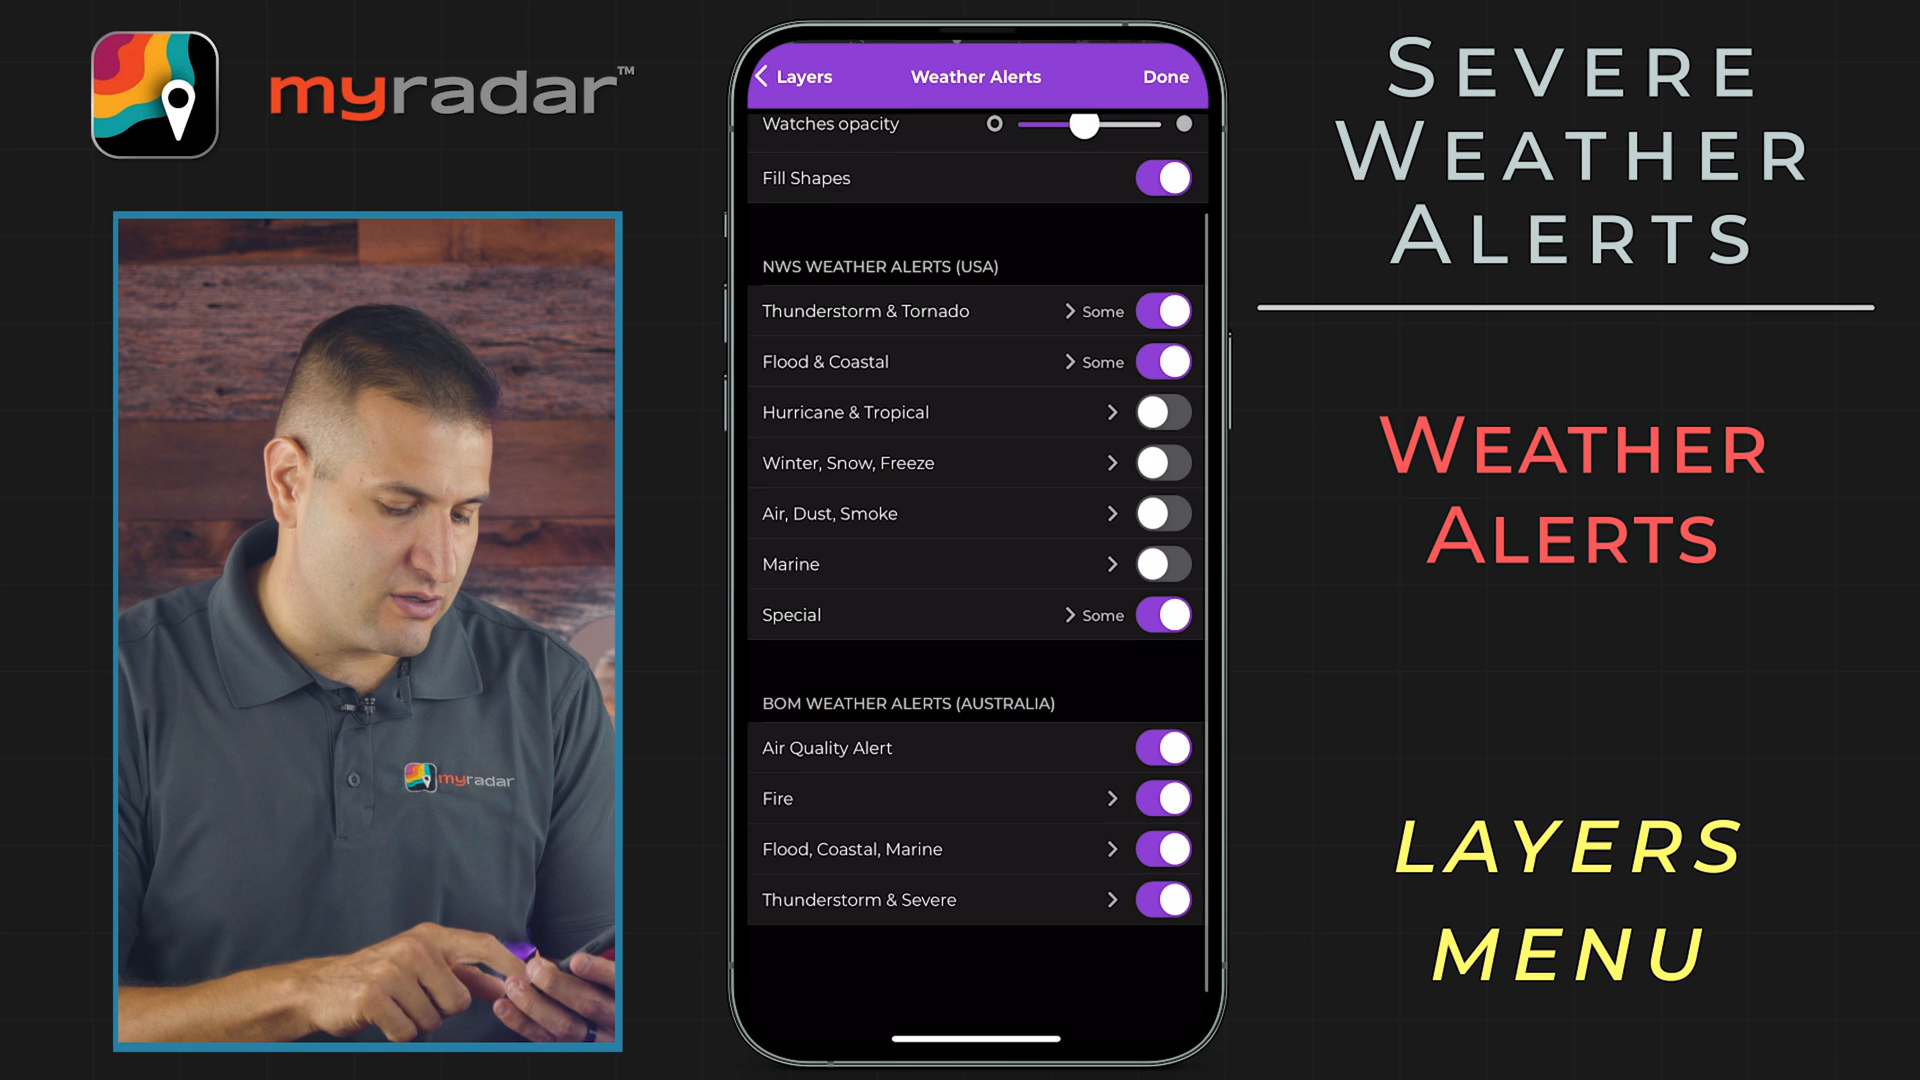 myradar™
Layers
Weather Alerts
Done
Watches opacity
Fill Shapes
NWS WEATHER ALERTS (USA)
Thunderstorm & Tornado
Some
Flood & Coastal
Some
Hurricane & Tropical
Winter, Snow, Freeze
Air, Dust, Smoke
Marine
Special
Some
BOM WEATHER ALERTS (AUSTRALIA)
Air Quality Alert
Fire
Flood, Coastal, Marine
Thunderstorm & Severe
SEVERE
WEATHER
ALERTS
WEATHER
ALERTS
LAYERS
MENU
myradar